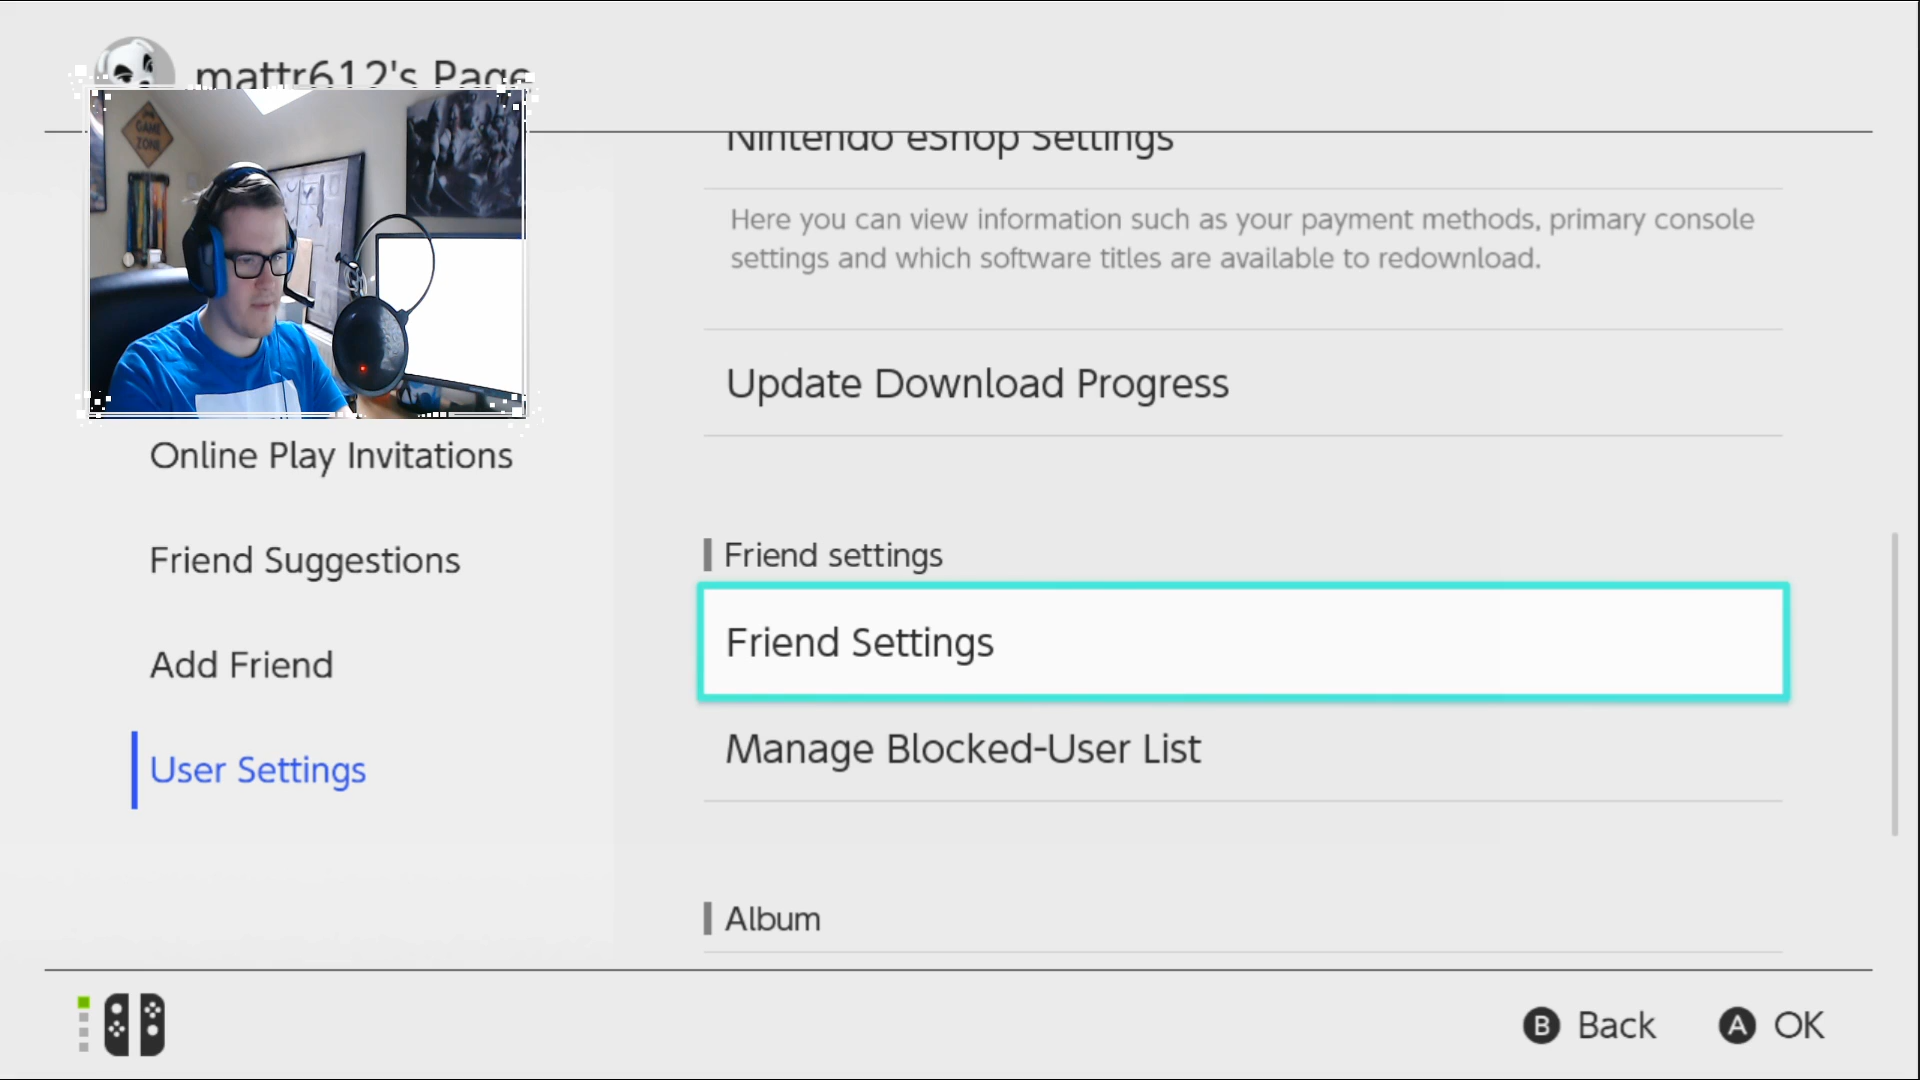 mattr612's Page
GAME
ZONE
Nintendo eShop Settings
Here you can view information such as your payment methods, primary console
settings and which software titles are available to redownload.
Update Download Progress
Online Play Invitations
Friend Suggestions
Add Friend
User Settings
Friend settings
Friend Settings
Manage Blocked-User List
Album
B Back
A OK